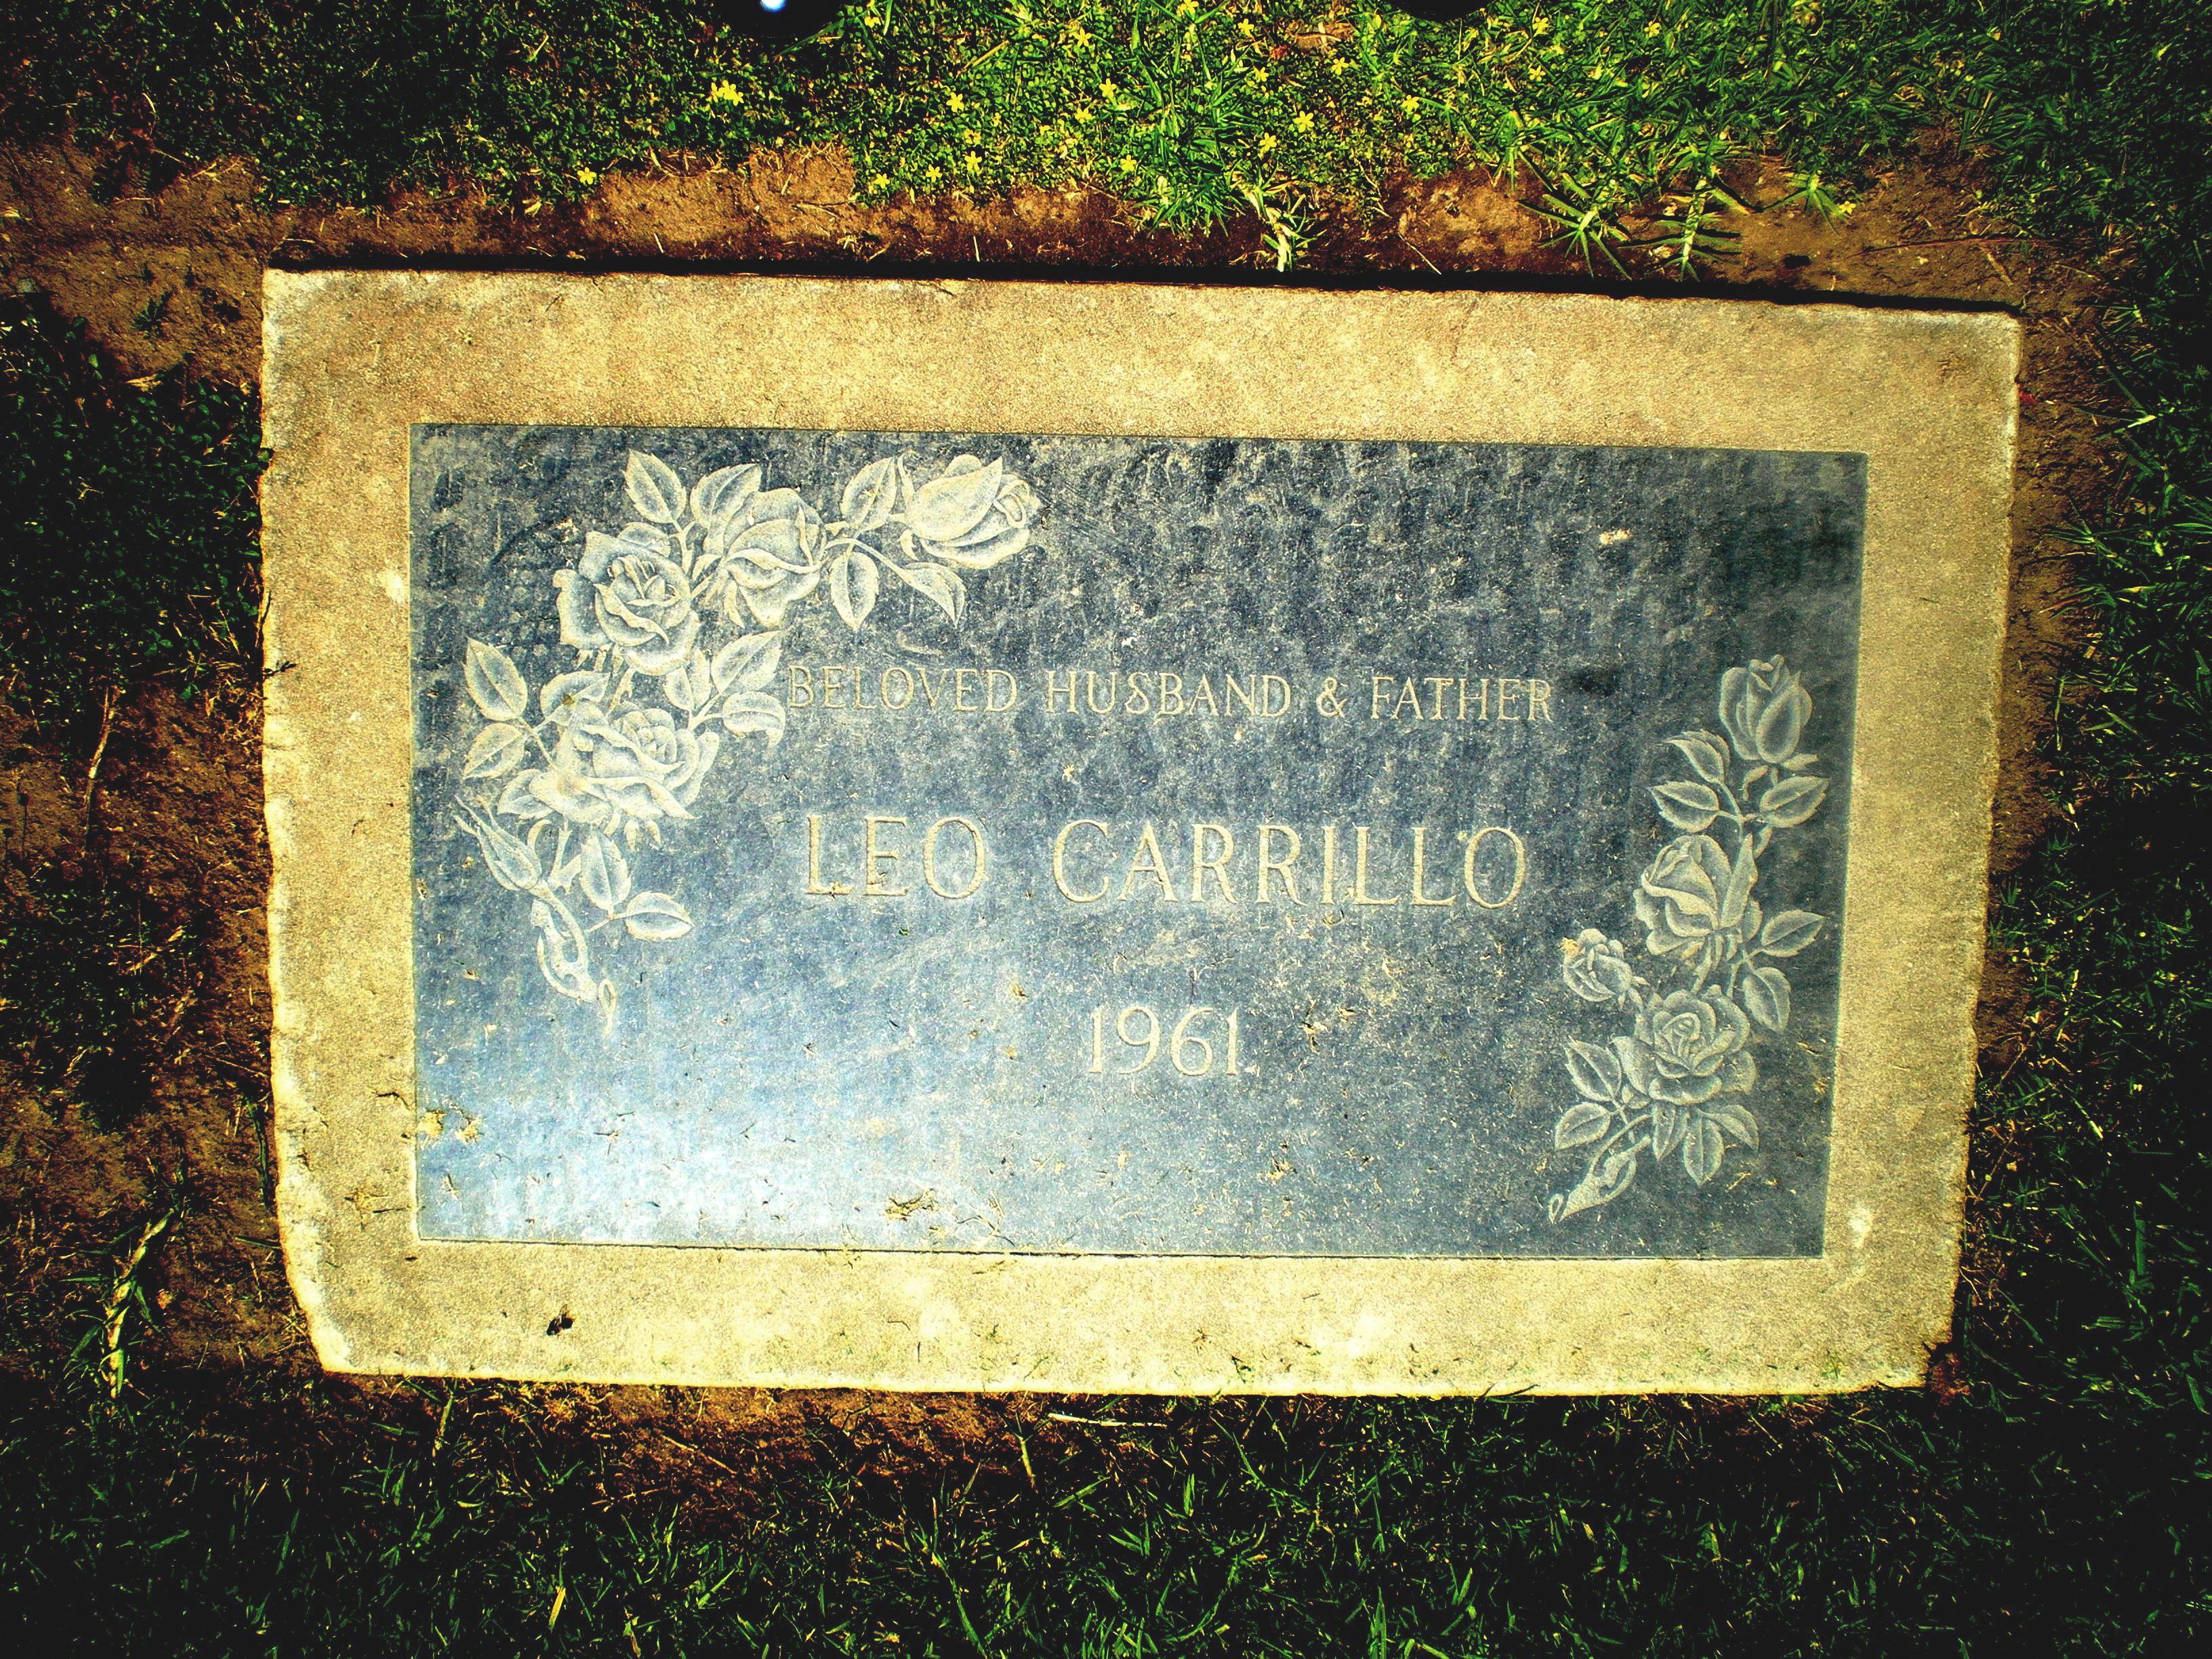 BELOVED HUSBAND & FATHER
LEO CARRILLO
1961